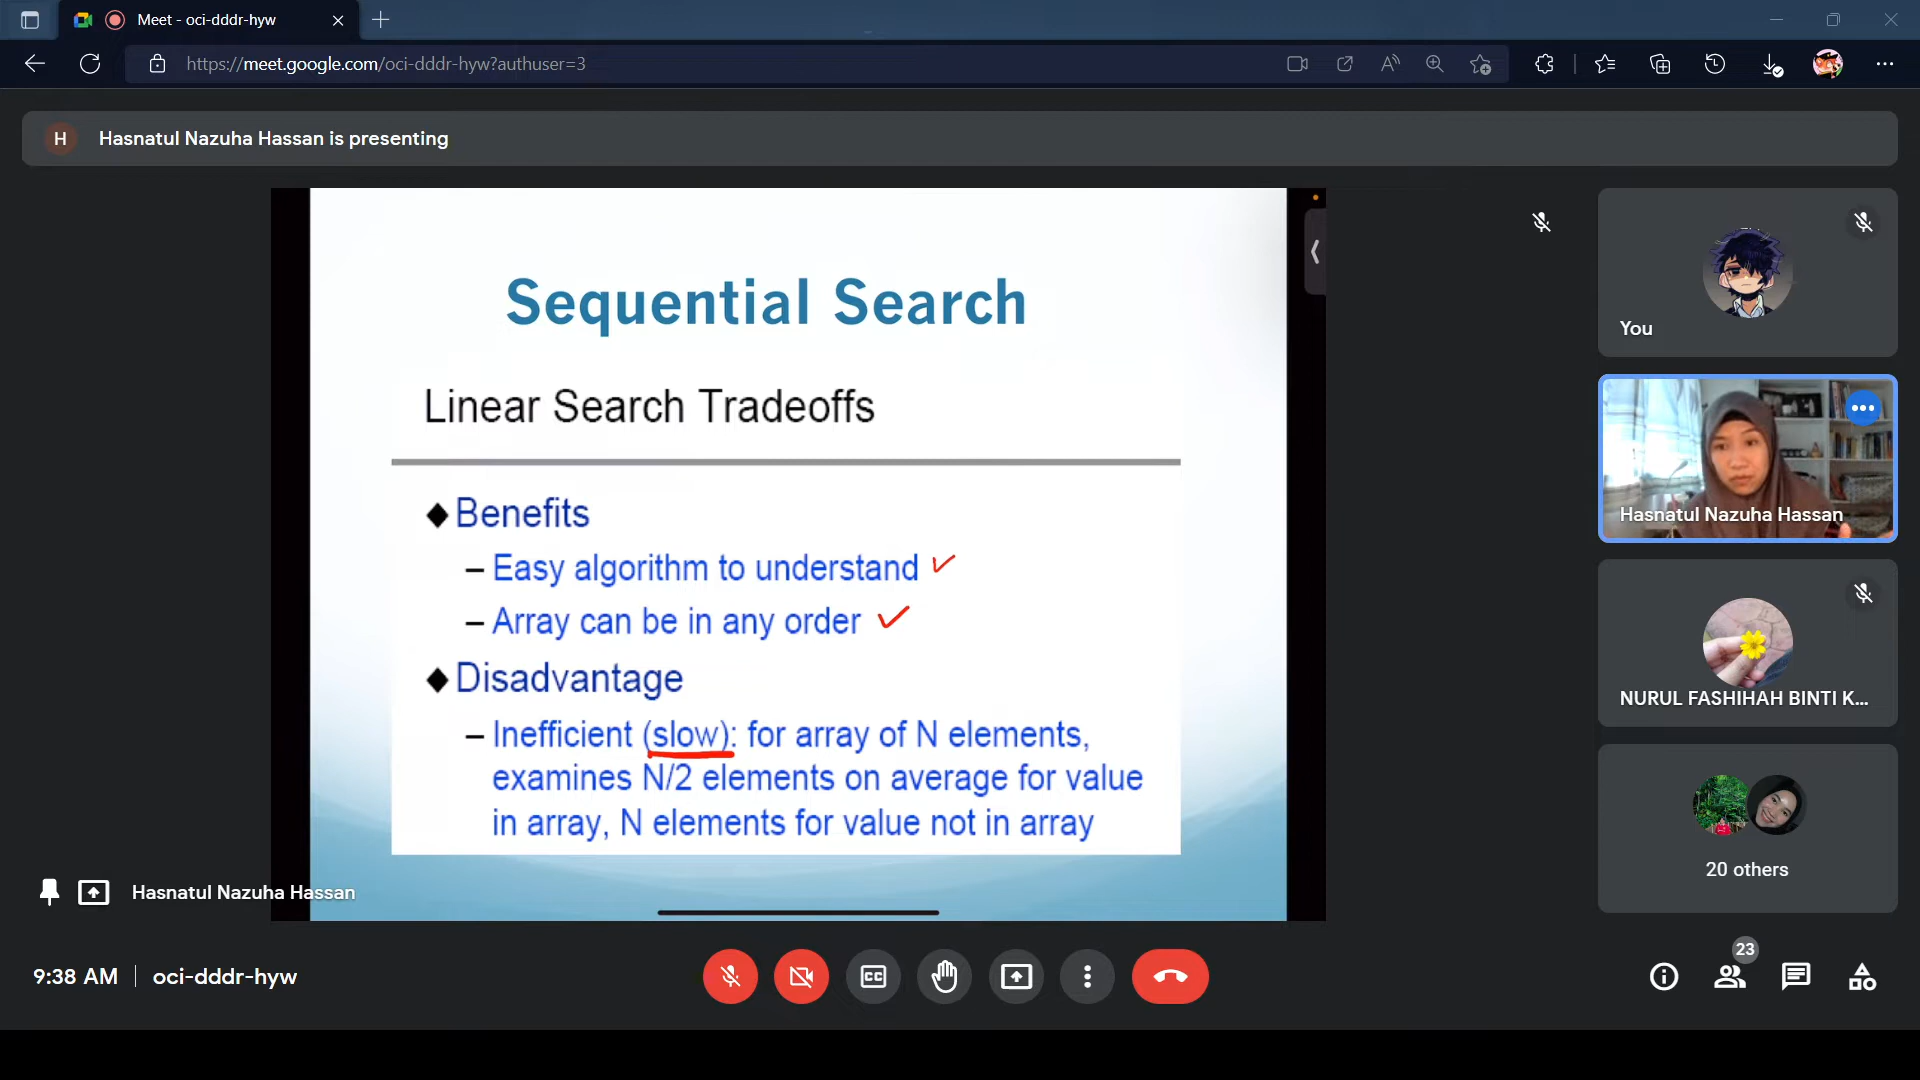 Meet - oci-dddr-hyw
https://meet.google.com/oci-dddr-hyw?authuser=3
H
Hasnatul Nazuha Hassan is presenting
Sequential Search
Linear Search Tradeoffs
Benefits
– Easy algorithm to understand ✓
– Array can be in any order ✓
Disadvantage
– Inefficient (slow): for array of N elements,
examines N/2 elements on average for value
in array, N elements for value not in array
You
Hasnatul Nazuha Hassan
NURUL FASHIHAH BINTI K...
20 others
Hasnatul Nazuha Hassan
9:38 AM | oci-dddr-hyw
CC
23